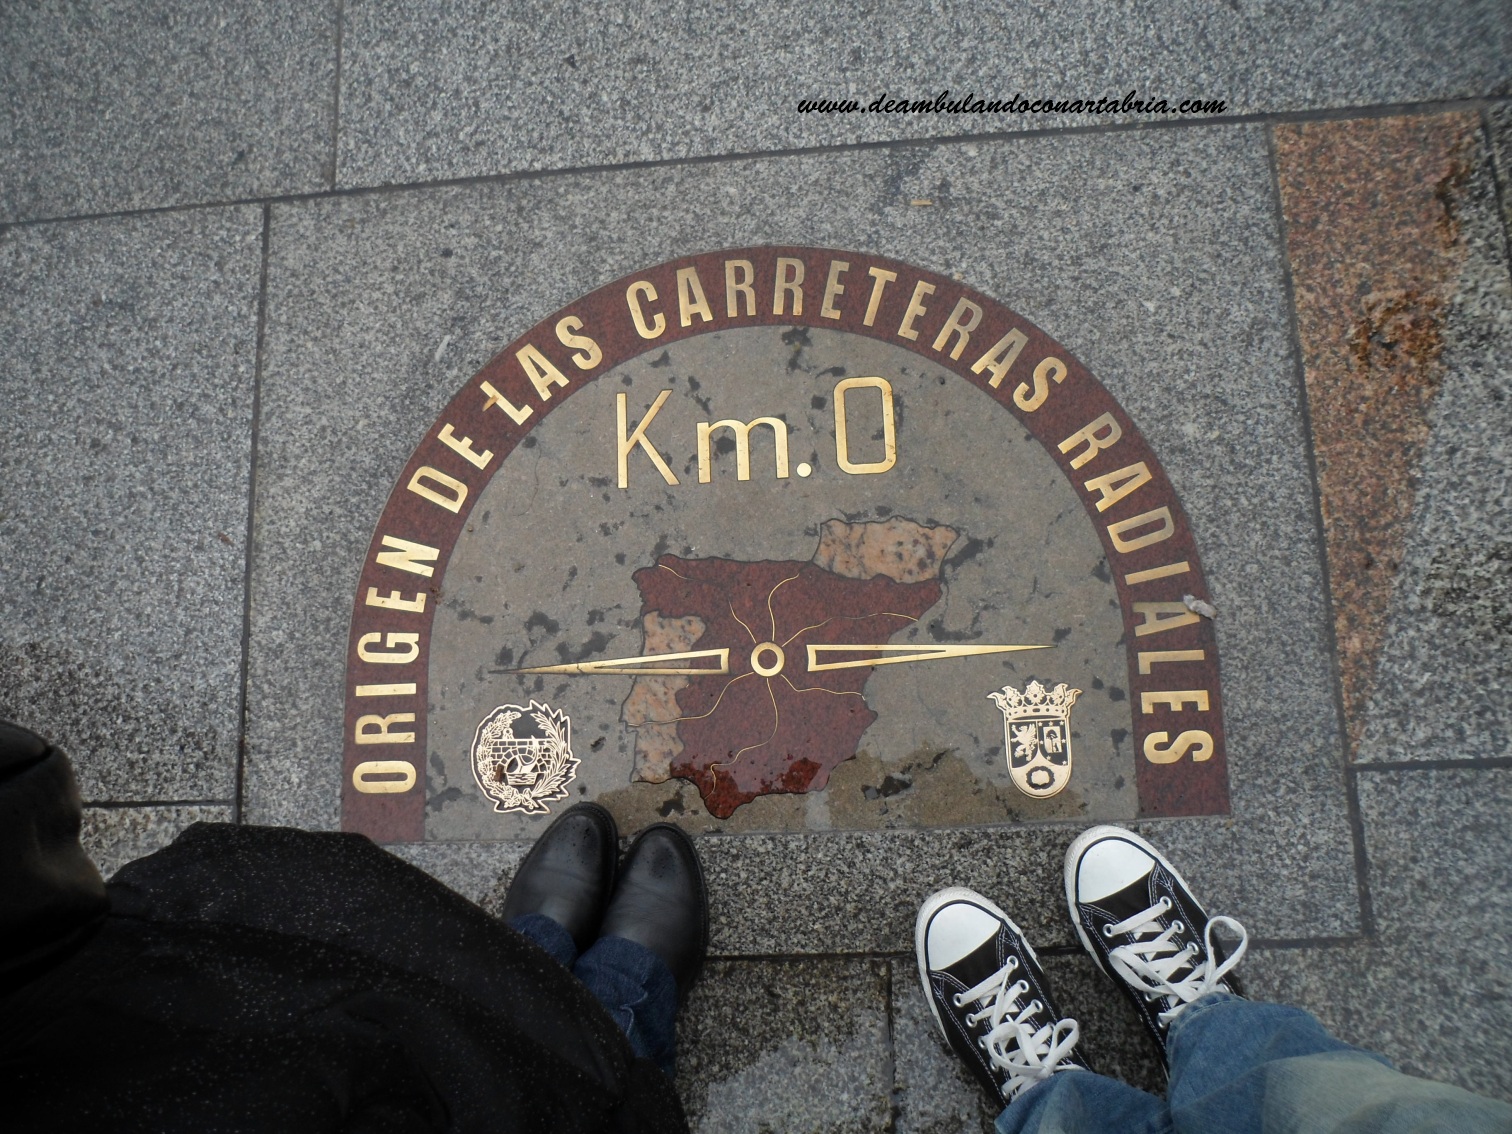 www.deambulandoconartabria.com
ORIGEN DE LAS CARRETERAS RADIALES
Km. 0